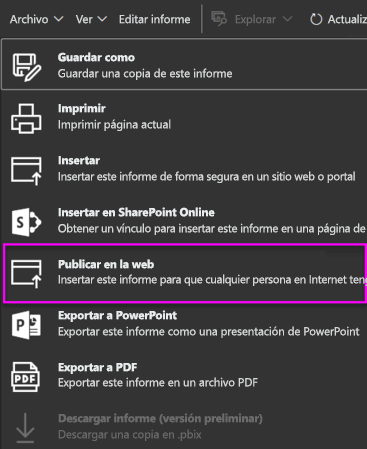 Archivo Ver Editar informe Explorar Actualiz
Guardar como
Guardar una copia de este informe
Imprimir
Imprimir página actual
Insertar
Insertar este informe de forma segura en un sitio web o portal
Insertar en SharePoint Online
Obtener un vínculo para insertar este informe en una página de
Publicar en la web
Insertar este informe para que cualquier persona en Internet teng
Exportar a PowerPoint
Exportar este informe como una presentación de PowerPoint
Exportar a PDF
Exportar este informe en un archivo PDF
Descargar informe (versión preliminar)
Descargar una copia en .pbix